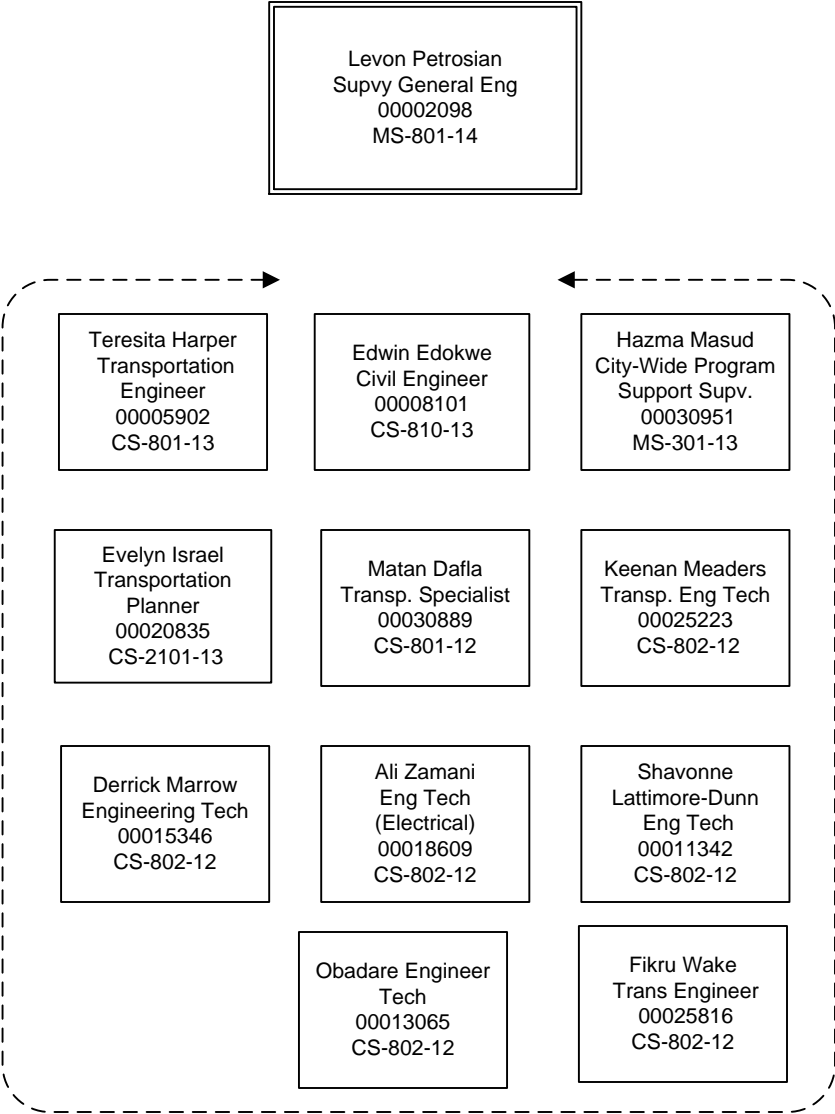 Levon Petrosian
Supvy General Eng
00002098
MS-801-14
Teresita Harper
Transportation
Engineer
00005902
CS-801-13
Edwin Edokwe
Civil Engineer
00008101
CS-810-13
Hazma Masud
City-Wide Program
Support Supv.
00030951
MS-301-13
Evelyn Israel
Transportation
Planner
00020835
CS-2101-13
Matan Dafla
Transp. Specialist
00030889
CS-801-12
Keenan Meaders
Transp. Eng Tech
00025223
CS-802-12
Derrick Marrow
Engineering Tech
00015346
CS-802-12
Ali Zamani
Eng Tech
(Electrical)
00018609
CS-802-12
Shavonne
Lattimore-Dunn
Eng Tech
00011342
CS-802-12
Obadare Engineer
Tech
00013065
CS-802-12
Fikru Wake
Trans Engineer
00025816
CS-802-12